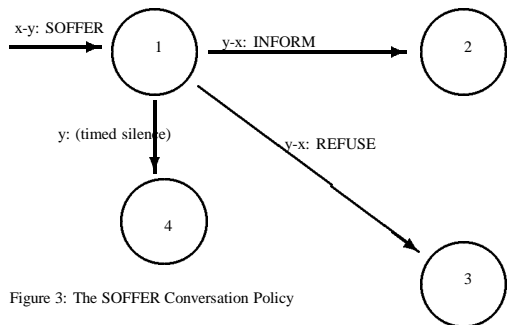 x-y: SOFFER
1
y-x: INFORM
2
y: (timed silence)
y-x: REFUSE
4
3
Figure 3: The SOFFER Conversation Policy